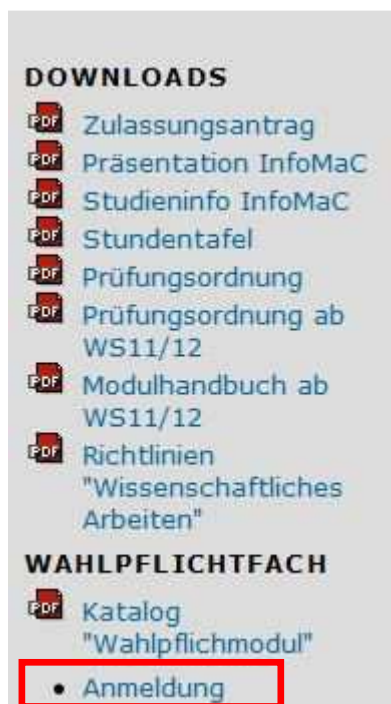 DOWNLOADS
PDF Zulassungsantrag
PDF Präsentation InfoMaC
PDF Studieninfo InfoMaC
PDF Stundentafel
PDF Prüfungsordnung
PDF Prüfungsordnung ab
WS11/12
PDF Modulhandbuch ab
WS11/12
PDF Richtlinien
"Wissenschaftliches
Arbeiten"
WAHLPFLICHTFACH
PDF Katalog
"Wahlpflichmodul"
• Anmeldung